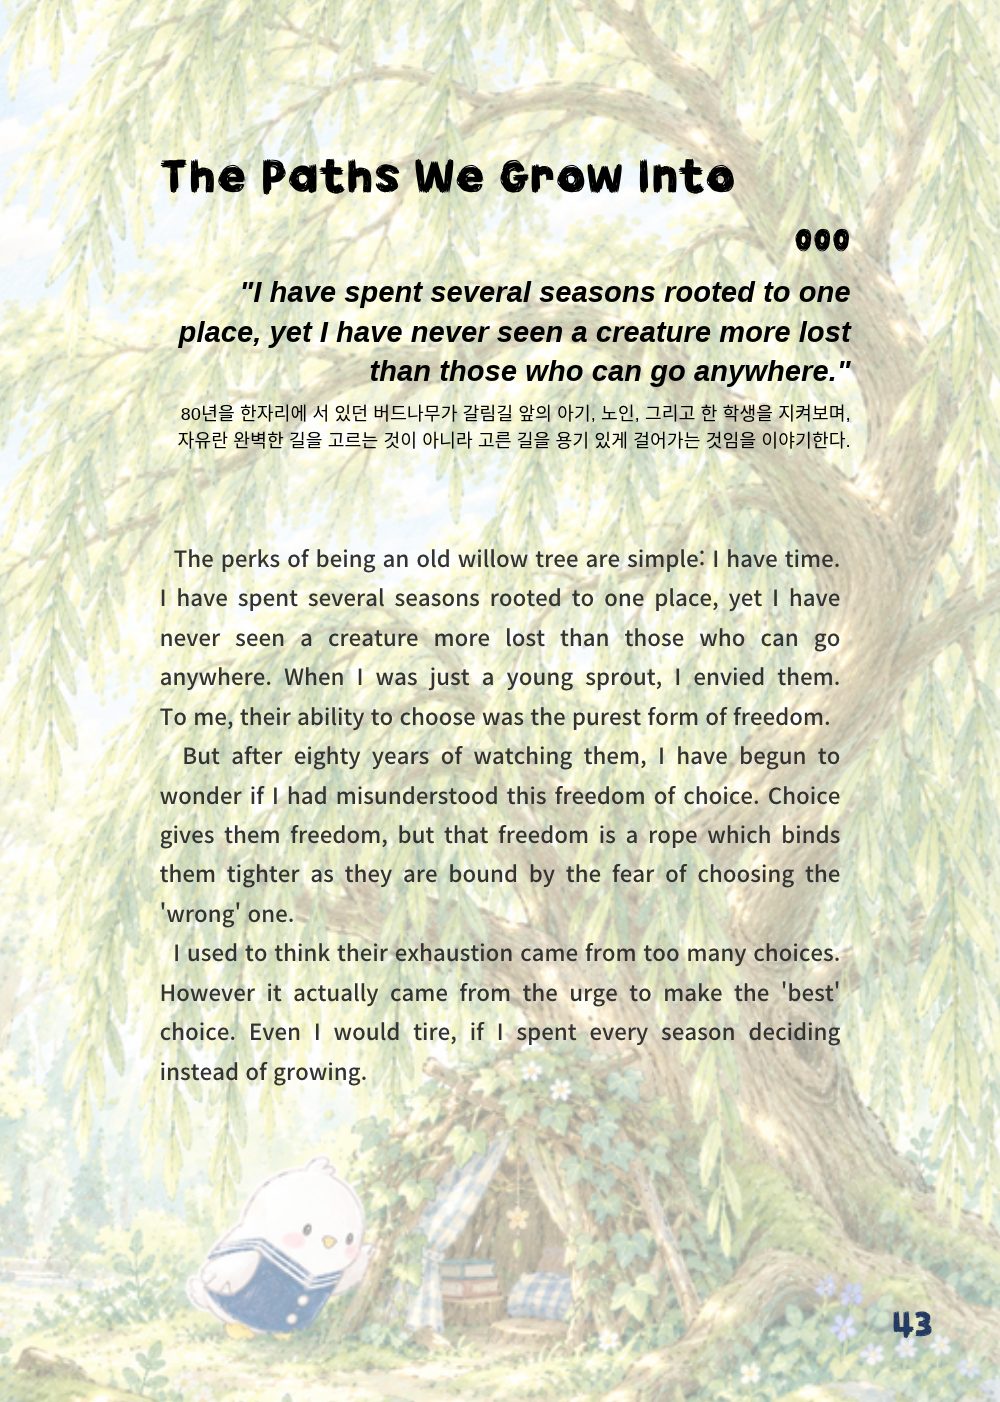 The Paths We Grow Into
000
"I have spent several seasons rooted to one
place, yet I have never seen a creature more lost
than those who can go anywhere."
80년을 한자리에 서 있던 버드나무가 갈림길 앞의 아기, 노인, 그리고 한 학생을 지켜보며,
자유란 완벽한 길을 고르는 것이 아니라 고른 길을 용기 있게 걸어가는 것임을 이야기한다.
The perks of being an old willow tree are simple: I have time.
I have spent several seasons rooted to one place, yet I have
never seen a creature more lost than those who can go
anywhere. When I was just a young sprout, I envied them.
To me, their ability to choose was the purest form of freedom.
But after eighty years of watching them, I have begun to
wonder if I had misunderstood this freedom of choice. Choice
gives them freedom, but that freedom is a rope which binds
them tighter as they are bound by the fear of choosing the
'wrong' one.
I used to think their exhaustion came from too many choices.
However it actually came from the urge to make the 'best'
choice. Even I would tire, if I spent every season deciding
instead of growing.
43